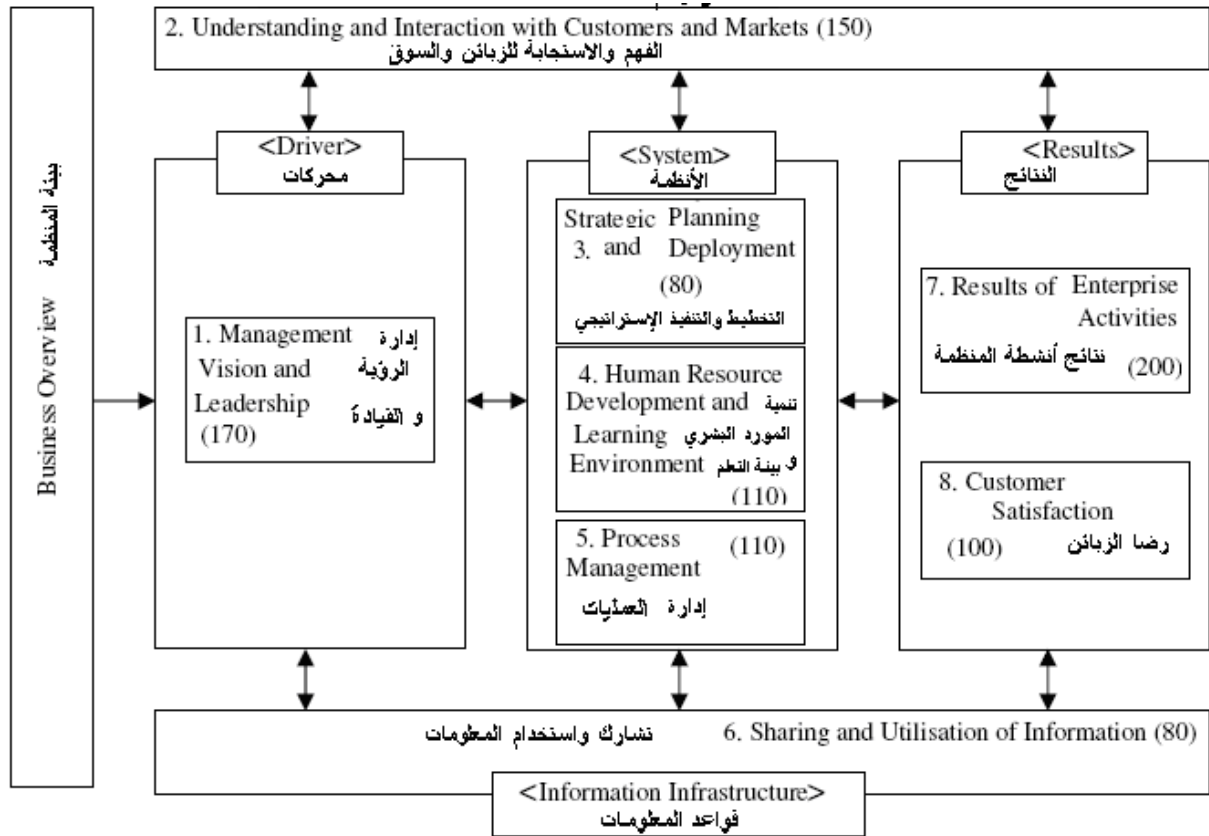 2. Understanding and Interaction with Customers and Markets (150)
الفهم والاستجابة للزبائن والسوق
Business Overview بيئة المنظمة
<Driver>
محركات
1. Management إدارة
Vision and الرؤية
Leadership و القيادة
(170)
<System>
الأنظمة
Strategic Planning
3. and Deployment
(80)
التخطيط والتنفيذ الإستراتيجي
4. Human Resource
Development and تنمية
Learning المورد البشري
Environment و بيئة التعلم
(110)
5. Process (110)
Management
إدارة العمليات
<Results>
النتائج
7. Results of Enterprise
Activities
نتائج أنشطة المنظمة (200)
8. Customer
Satisfaction
(100) رضا الزبائن
تشارك واستخدام المعلومات 6. Sharing and Utilisation of Information (80)
<Information Infrastructure>
قواعد المعلومات